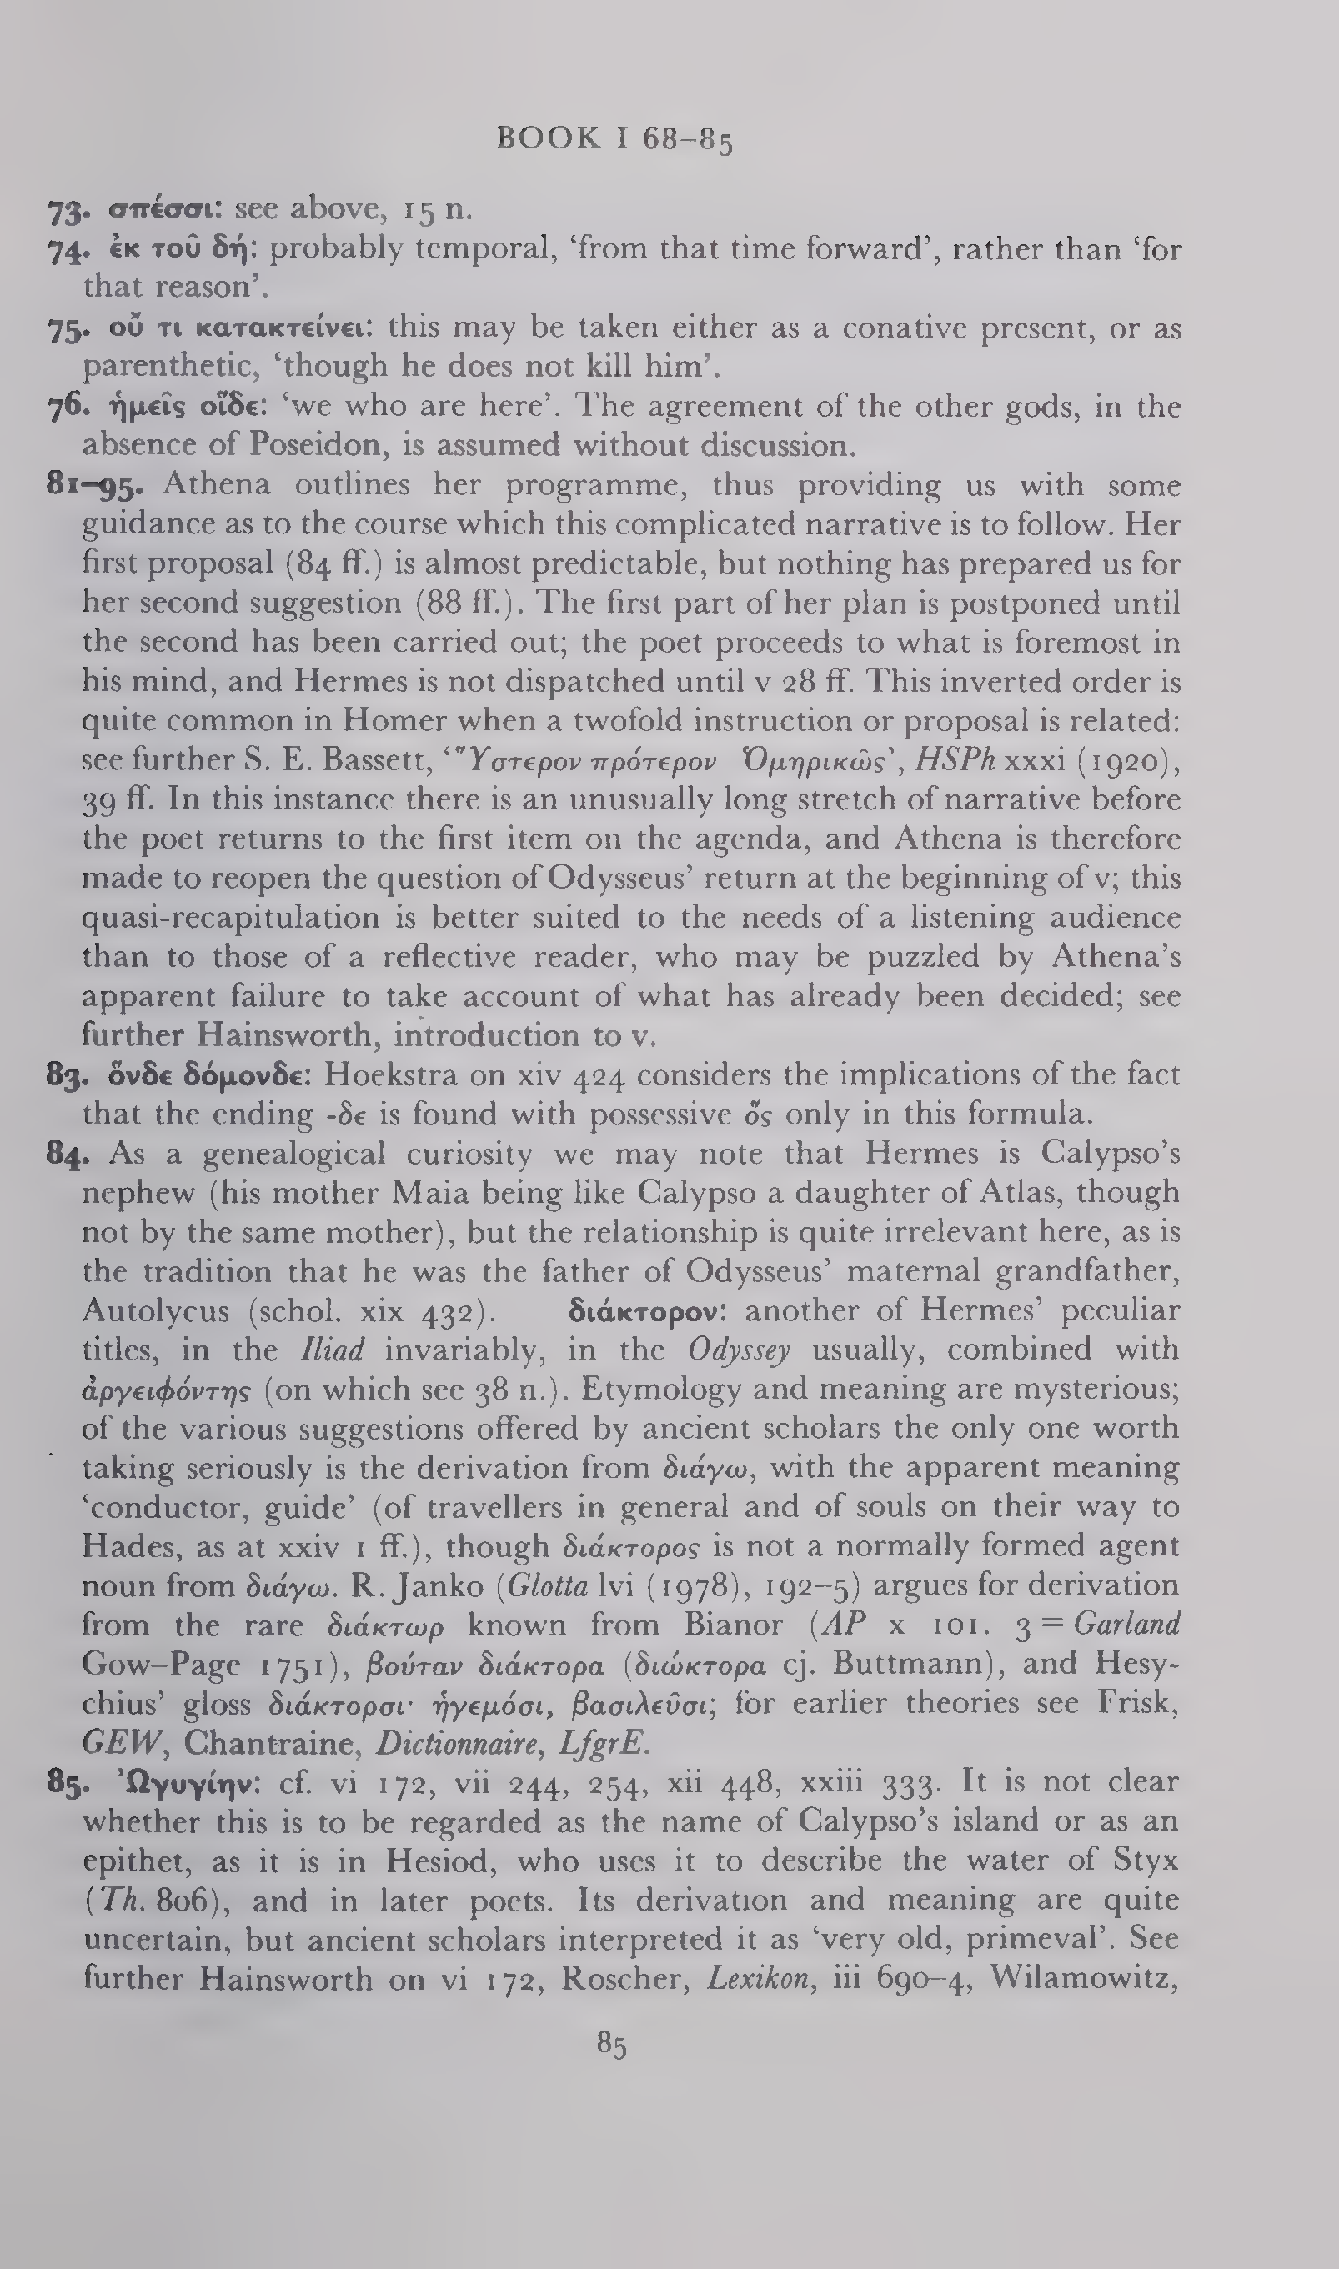 BOOK I 68–85
73. σπέσσι: see above, 15 n.
74. ἐκ τοῦ δή: probably temporal, ‘from that time forward’, rather than ‘for
that reason’.
75. οὔ τι κατακτείνει: this may be taken either as a conative present, or as
parenthetic, ‘though he does not kill him’.
76. ἡμεῖς οἵδε: ‘we who are here’. The agreement of the other gods, in the
absence of Poseidon, is assumed without discussion.
81–95. Athena outlines her programme, thus providing us with some
guidance as to the course which this complicated narrative is to follow. Her
first proposal (84 ff.) is almost predictable, but nothing has prepared us for
her second suggestion (88 ff.). The first part of her plan is postponed until
the second has been carried out; the poet proceeds to what is foremost in
his mind, and Hermes is not dispatched until v 28 ff. This inverted order is
quite common in Homer when a twofold instruction or proposal is related:
see further S. E. Bassett, ‘Ὕστερον πρότερον Ὁμηρικῶς’, HSPh xxxi (1920),
39 ff. In this instance there is an unusually long stretch of narrative before
the poet returns to the first item on the agenda, and Athena is therefore
made to reopen the question of Odysseus’ return at the beginning of v; this
quasi-recapitulation is better suited to the needs of a listening audience
than to those of a reflective reader, who may be puzzled by Athena’s
apparent failure to take account of what has already been decided; see
further Hainsworth, introduction to v.
83. ὅνδε δόμονδε: Hoekstra on xiv 424 considers the implications of the fact
that the ending -δε is found with possessive ὅς only in this formula.
84. As a genealogical curiosity we may note that Hermes is Calypso’s
nephew (his mother Maia being like Calypso a daughter of Atlas, though
not by the same mother), but the relationship is quite irrelevant here, as is
the tradition that he was the father of Odysseus’ maternal grandfather,
Autolycus (schol. xix 432). διάκτορον: another of Hermes’ peculiar
titles, in the Iliad invariably, in the Odyssey usually, combined with
ἀργειφόντης (on which see 38 n.). Etymology and meaning are mysterious;
of the various suggestions offered by ancient scholars the only one worth
taking seriously is the derivation from διάγω, with the apparent meaning
‘conductor, guide’ (of travellers in general and of souls on their way to
Hades, as at xxiv 1 ff.), though διάκτορος is not a normally formed agent
noun from διάγω. R. Janko (Glotta lvi (1978), 192–5) argues for derivation
from the rare διάκτωρ known from Bianor (AP x 101. 3 = Garland
Gow–Page 1751), βούταν διάκτορα (διώκτορα cj. Buttmann), and Hesy-
chius’ gloss διάκτορσι· ἡγεμόσι, βασιλεῦσι; for earlier theories see Frisk,
GEW, Chantraine, Dictionnaire, LfgrE.
85. Ὠγυγίην: cf. vi 172, vii 244, 254, xii 448, xxiii 333. It is not clear
whether this is to be regarded as the name of Calypso’s island or as an
epithet, as it is in Hesiod, who uses it to describe the water of Styx
(Th. 806), and in later poets. Its derivation and meaning are quite
uncertain, but ancient scholars interpreted it as ‘very old, primeval’. See
further Hainsworth on vi 172, Roscher, Lexikon, iii 690–4, Wilamowitz,
85